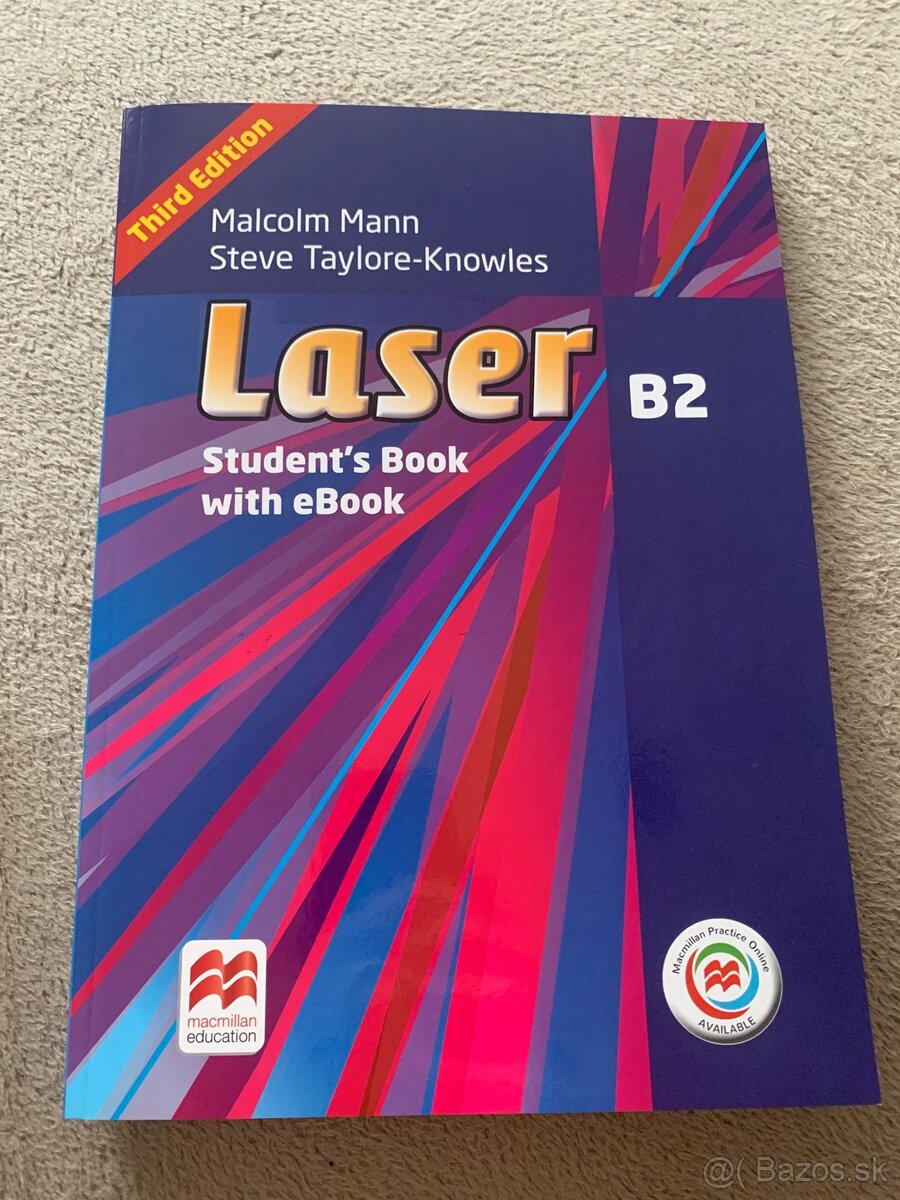 Third Edition
Malcolm Mann
Steve Taylore-Knowles
Laser
B2
Student's Book
with eBook
macmillan
education
Macmillan Practice Online
AVAILABLE
@( Bazos.sk